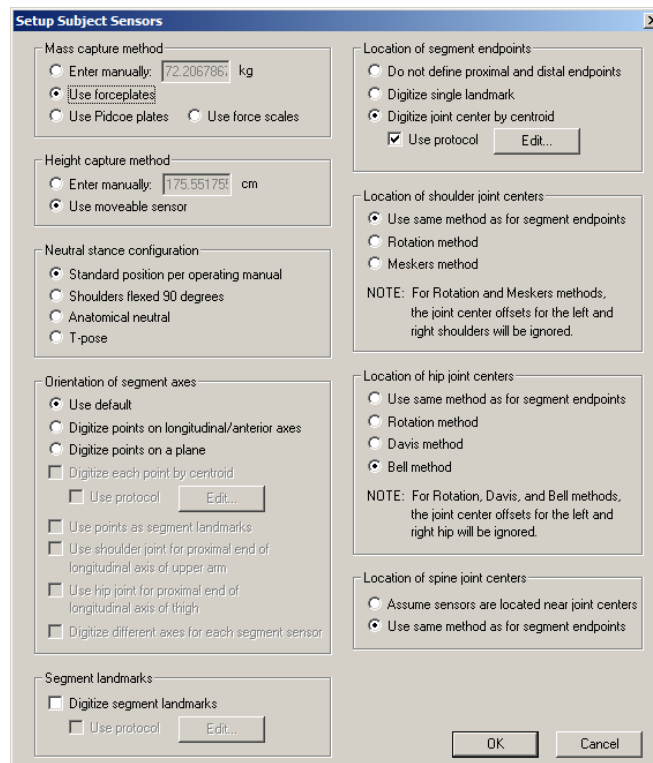 Setup Subject Sensors
Mass capture method
Enter manually: 72.2067867 kg
Use forceplates
Use Pidcoe plates Use force scales
Height capture method
Enter manually: 175.551755 cm
Use moveable sensor
Neutral stance configuration
Standard position per operating manual
Shoulders flexed 90 degrees
Anatomical neutral
T-pose
Orientation of segment axes
Use default
Digitize points on longitudinal/anterior axes
Digitize points on a plane
Digitize each point by centroid
Use protocol Edit...
Use points as segment landmarks
Use shoulder joint for proximal end of
longitudinal axis of upper arm
Use hip joint for proximal end of
longitudinal axis of thigh
Digitize different axes for each segment sensor
Segment landmarks
Digitize segment landmarks
Use protocol Edit...
Location of segment endpoints
Do not define proximal and distal endpoints
Digitize single landmark
Digitize joint center by centroid
Use protocol Edit...
Location of shoulder joint centers
Use same method as for segment endpoints
Rotation method
Meskers method
NOTE: For Rotation and Meskers methods,
the joint center offsets for the left and
right shoulders will be ignored.
Location of hip joint centers
Use same method as for segment endpoints
Rotation method
Davis method
Bell method
NOTE: For Rotation, Davis, and Bell methods,
the joint center offsets for the left and
right hip will be ignored.
Location of spine joint centers
Assume sensors are located near joint centers
Use same method as for segment endpoints
OK Cancel